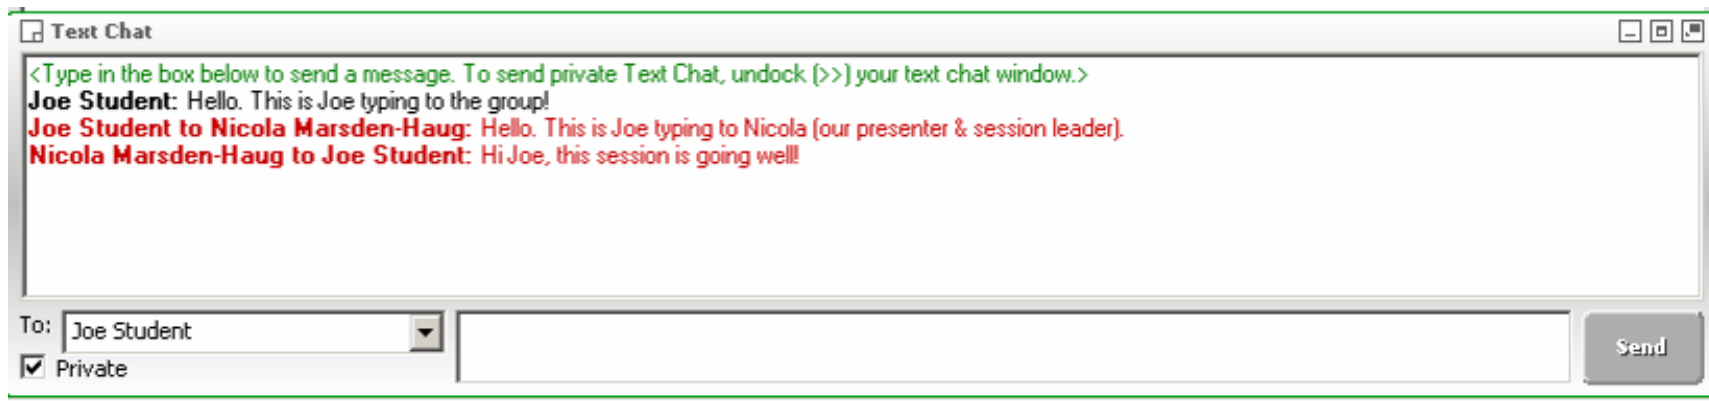 Text Chat
<Type in the box below to send a message. To send private Text Chat, undock (>>) your text chat window.>
Joe Student: Hello. This is Joe typing to the group!
Joe Student to Nicola Marsden-Haug: Hello. This is Joe typing to Nicola (our presenter & session leader).
Nicola Marsden-Haug to Joe Student: Hi Joe, this session is going well!
To: Joe Student
Private
Send